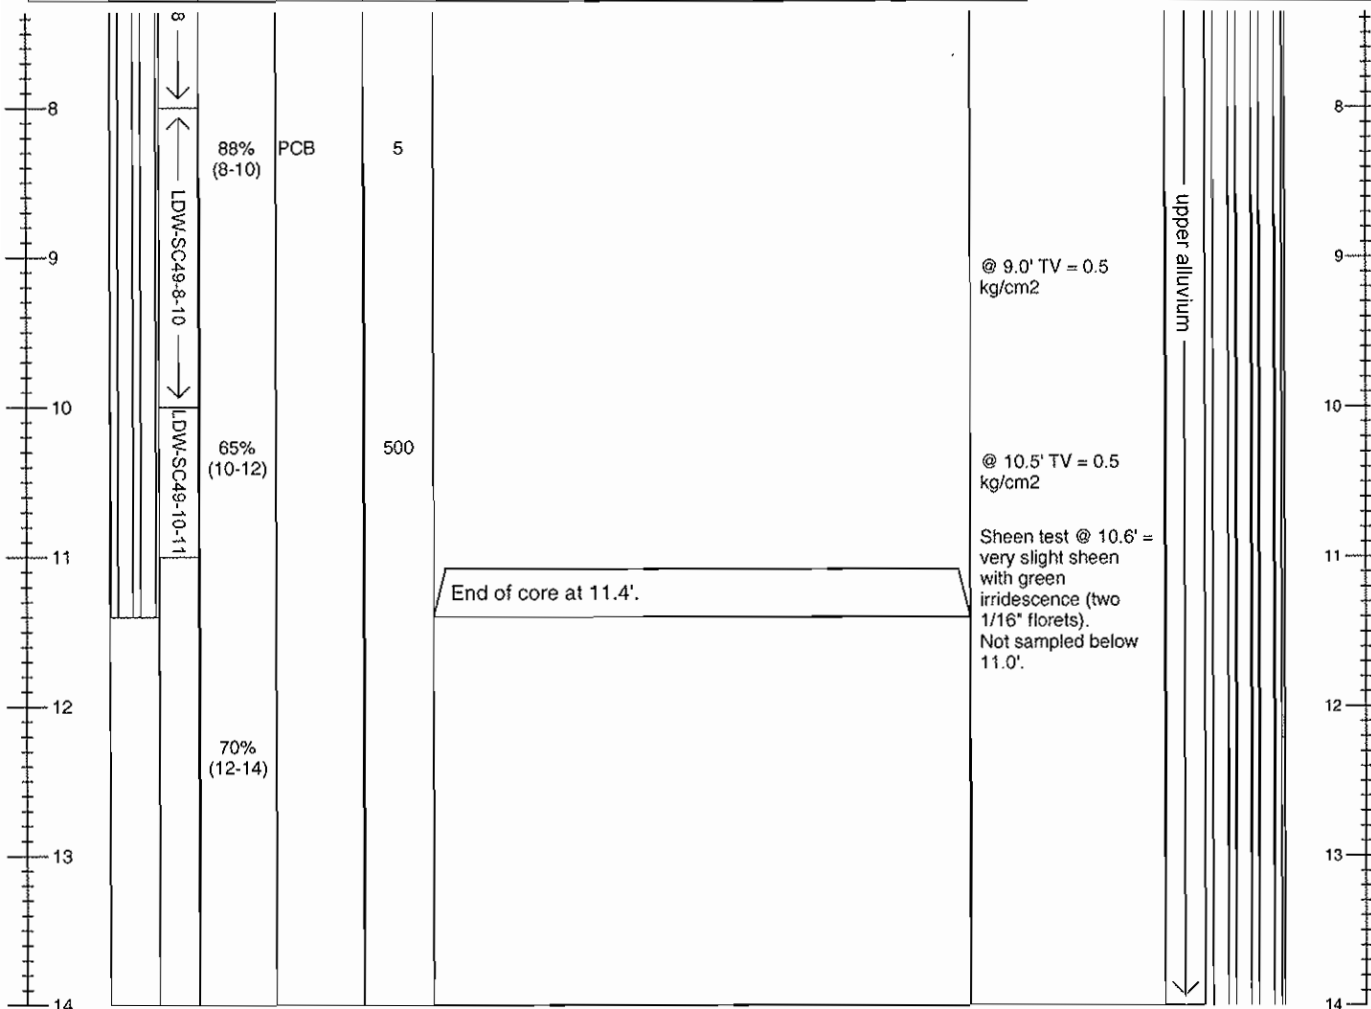 8
8
8
88%
(8-10)
PCB
5
LDW-SC49-8-10
upper alluvium
9
9
@ 9.0' TV = 0.5
kg/cm2
10
10
LDW-SC49-10-11
65%
(10-12)
500
@ 10.5' TV = 0.5
kg/cm2
Sheen test @ 10.6' =
very slight sheen
with green
irridescence (two
1/16" florets).
Not sampled below
11.0'.
11
11
End of core at 11.4'.
12
12
70%
(12-14)
13
13
14
14